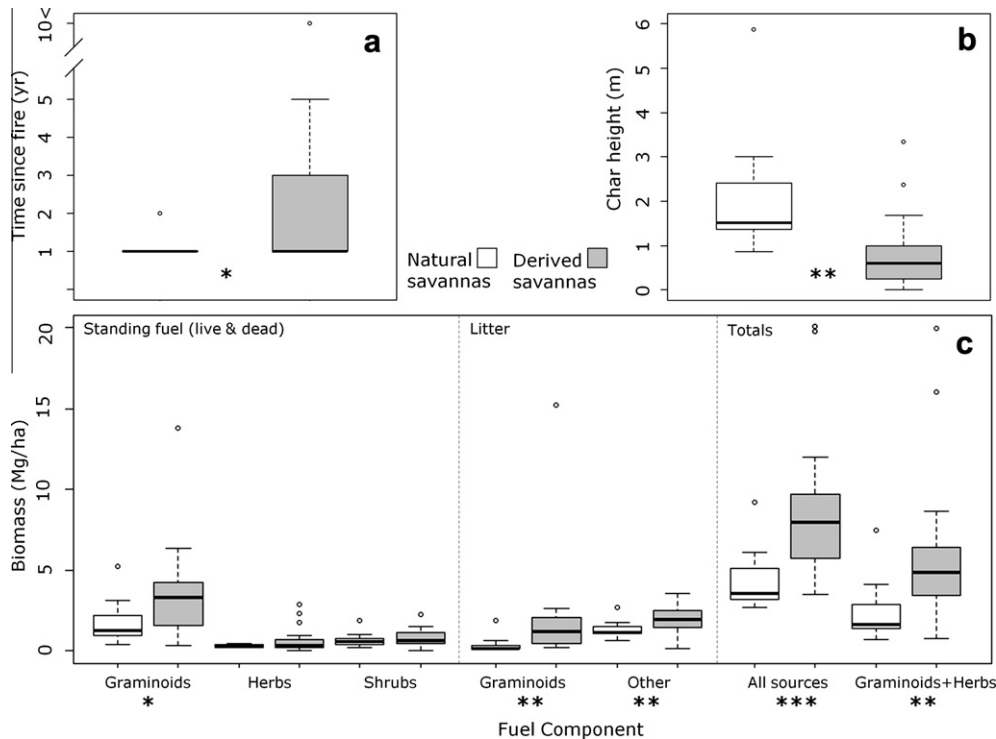 10<
a
Time since fire (yr)
5
4
3
2
1
*
b
Char height (m)
6
5
4
3
2
1
0
**
Natural savannas
Derived savannas
c
Standing fuel (live & dead)
Litter
Totals
Biomass (Mg/ha)
20
15
10
5
0
Graminoids
Herbs
Shrubs
Graminoids
Other
All sources
Graminoids+Herbs
*
**
**
***
**
Fuel Component